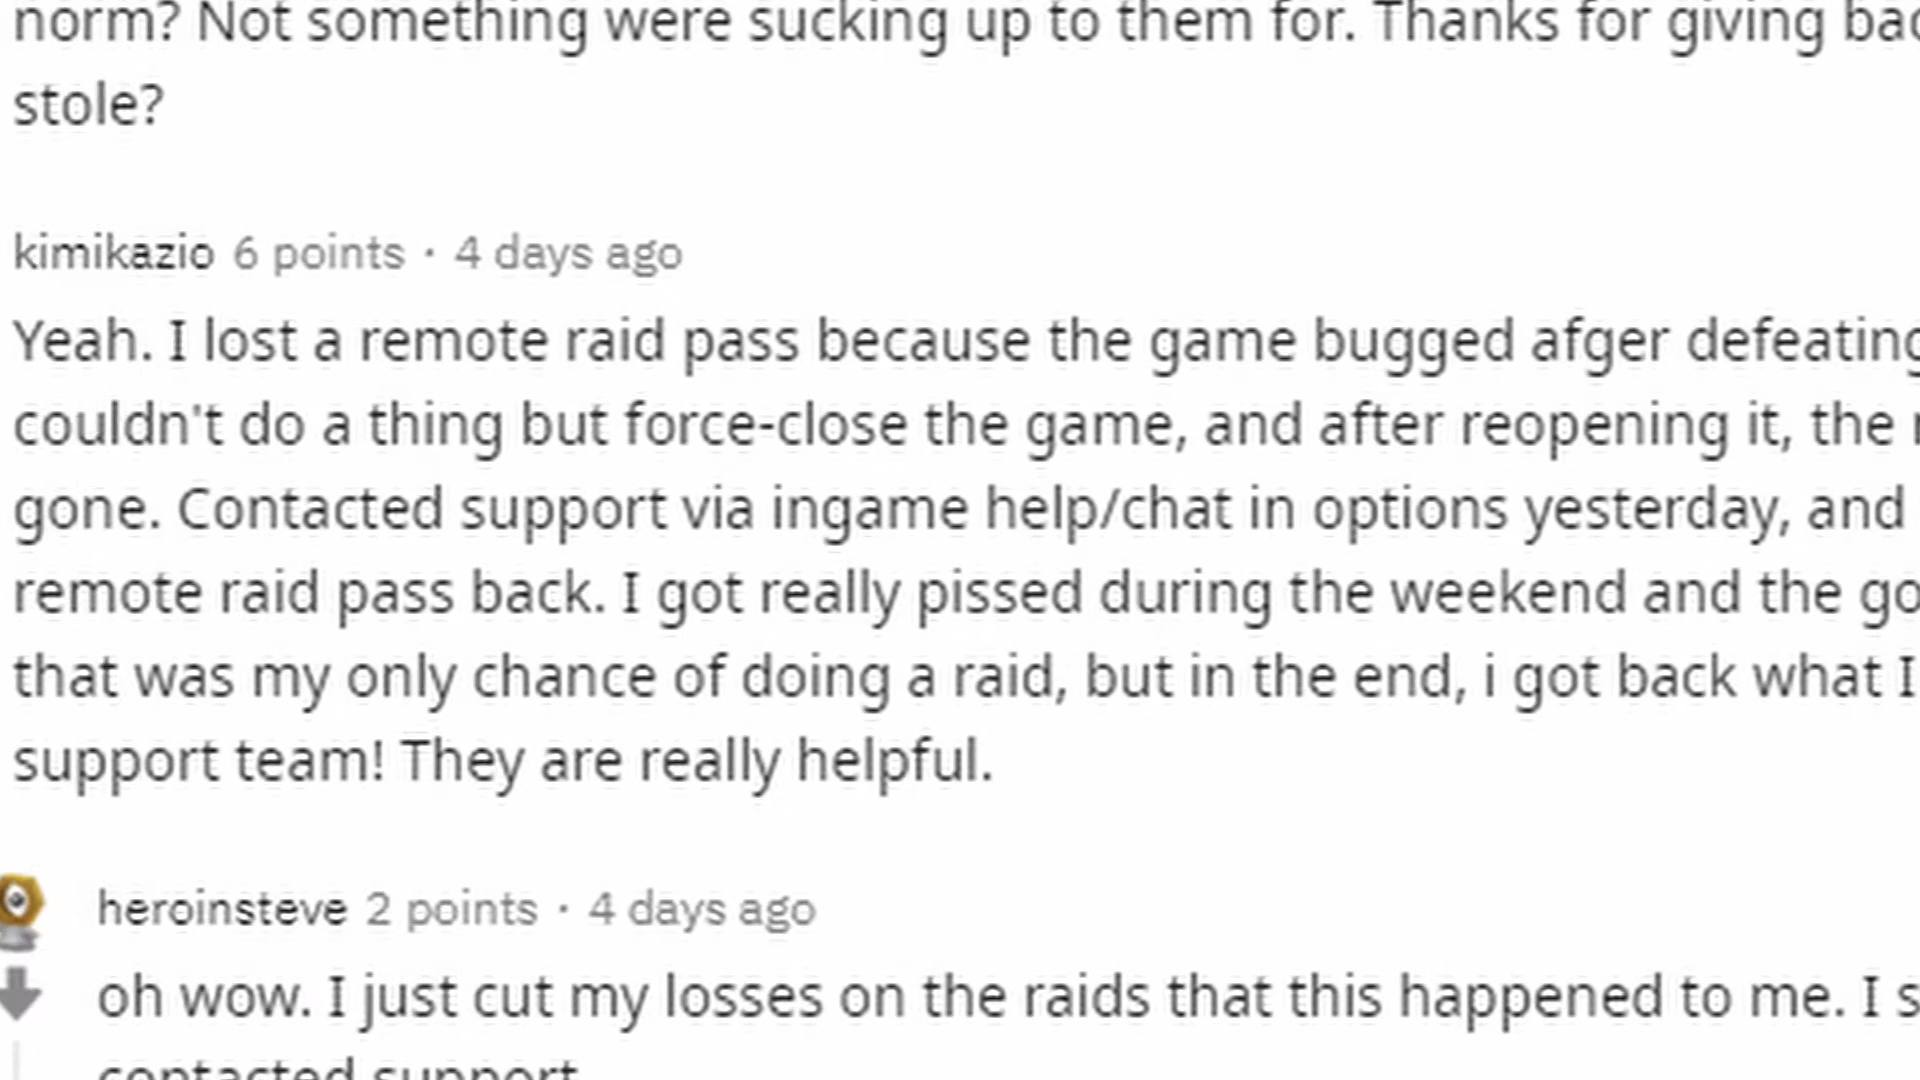 norm? Not something were sucking up to them for. Thanks for giving
stole?
kimikazio 6 points · 4 days ago
Yeah. I lost a remote raid pass because the game bugged afger defeating
couldn't do a thing but force-close the game, and after reopening it, the
gone. Contacted support via ingame help/chat in options yesterday, and
remote raid pass back. I got really pissed during the weekend and the
that was my only chance of doing a raid, but in the end, i got back what I
support team! They are really helpful.
heroinsteve 2 points · 4 days ago
oh wow. I just cut my losses on the raids that this happened to me. I
contacted support